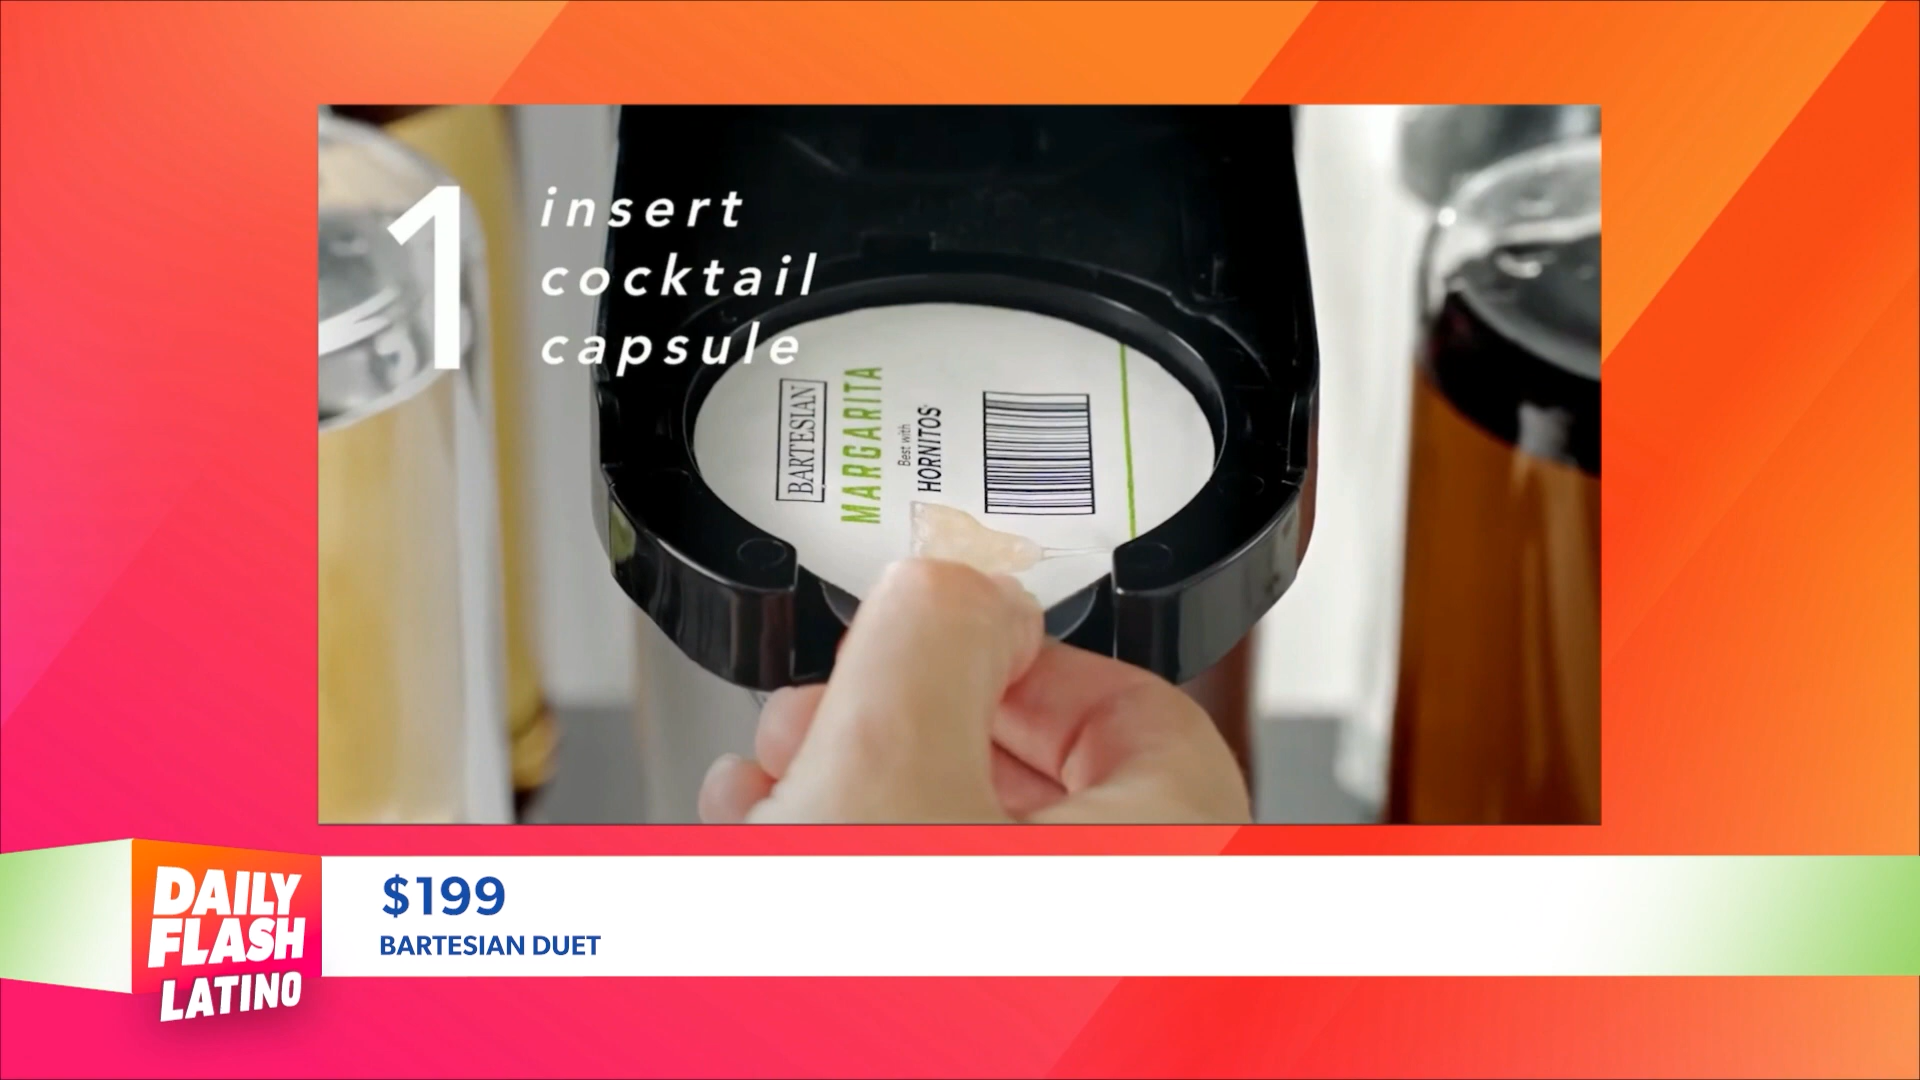 1
insert
cocktail
capsule
BARTESIAN
MARGARITA
Best with
HORNITOS
DAILY
FLASH
LATINO
$199
BARTESIAN DUET